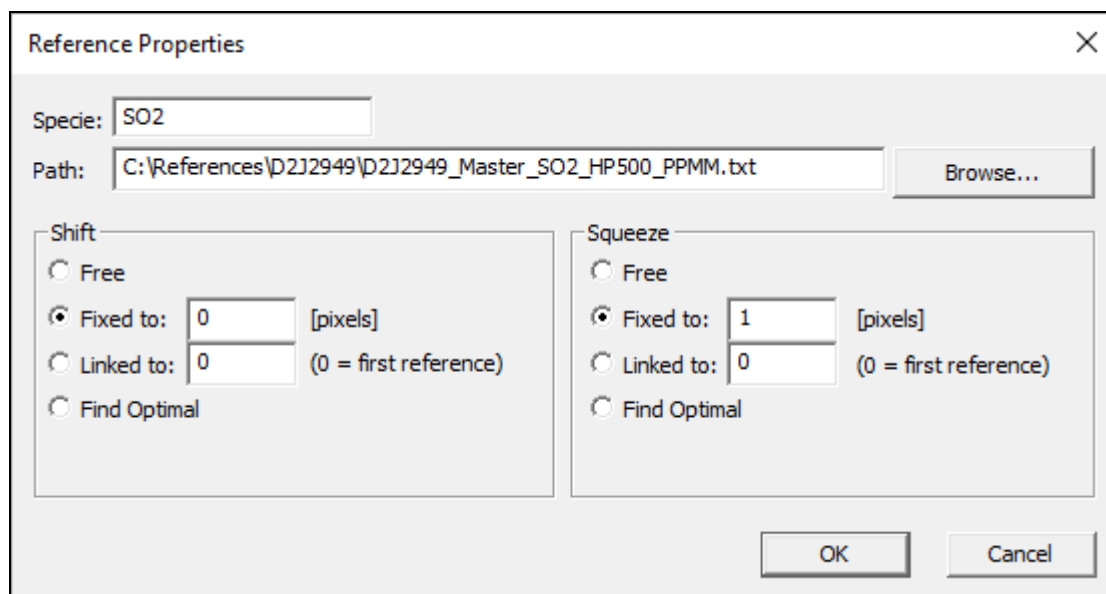 Reference Properties
Specie: SO2
Path: C:\References\D2J2949\D2J2949_Master_SO2_HP500_PPMM.txt Browse...
Shift
Free
Fixed to: 0 [pixels]
Linked to: 0 (0 = first reference)
Find Optimal
Squeeze
Free
Fixed to: 1 [pixels]
Linked to: 0 (0 = first reference)
Find Optimal
OK Cancel